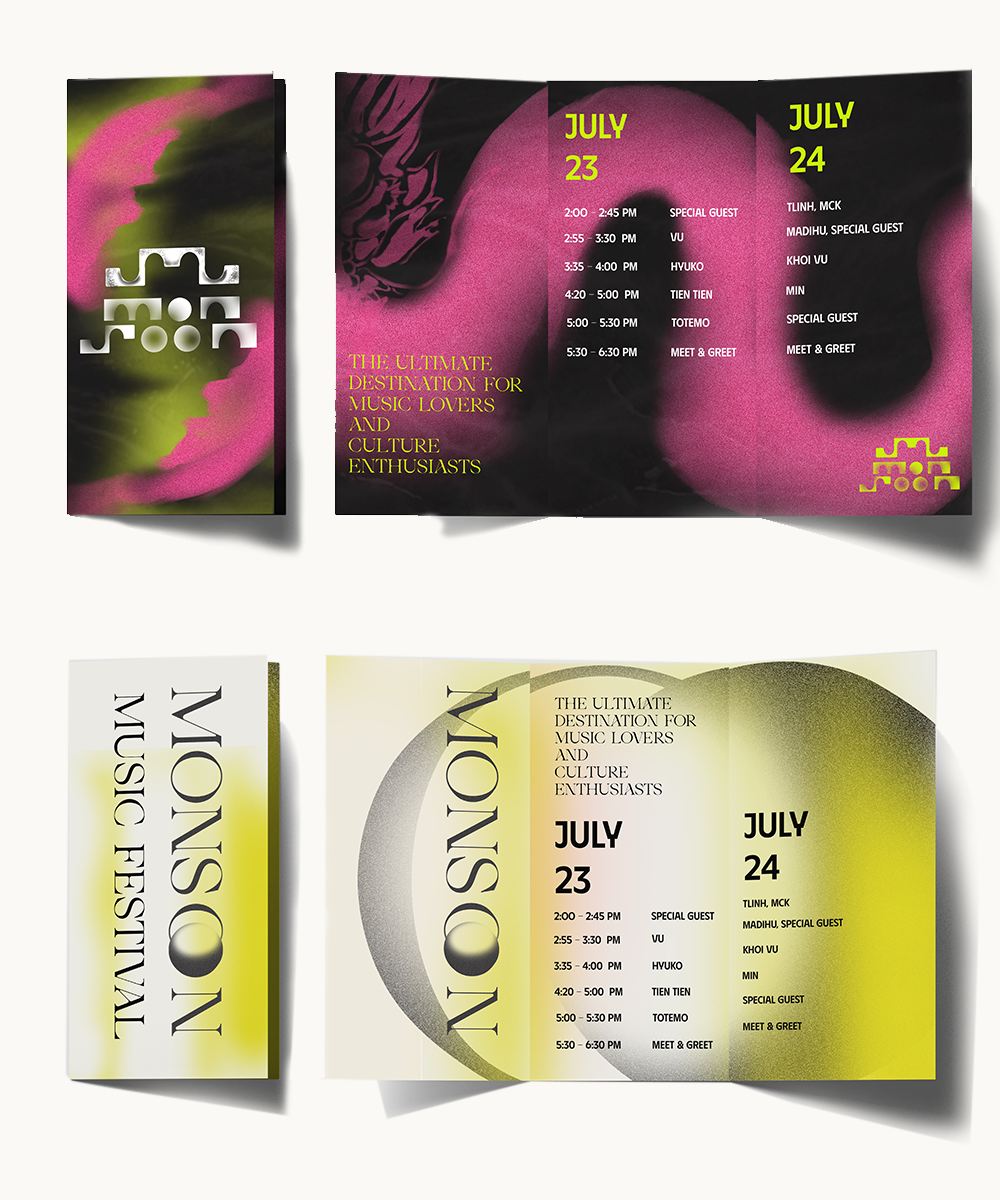 mon
soon
THE ULTIMATE
DESTINATION FOR
MUSIC LOVERS
AND
CULTURE
ENTHUSIASTS
JULY
23
2:00 – 2:45 PM SPECIAL GUEST
2:55 – 3:30 PM VU
3:35 – 4:00 PM HYUKO
4:20 – 5:00 PM TIEN TIEN
5:00 – 5:30 PM TOTEMO
5:30 – 6:30 PM MEET & GREET
JULY
24
TLINH, MCK
MADIHU, SPECIAL GUEST
KHOI VU
MIN
SPECIAL GUEST
MEET & GREET
mon
soon
MONSOON
MUSIC FESTIVAL
MONSOON
THE ULTIMATE
DESTINATION FOR
MUSIC LOVERS
AND
CULTURE
ENTHUSIASTS
JULY
23
2:00 – 2:45 PM SPECIAL GUEST
2:55 – 3:30 PM VU
3:35 – 4:00 PM HYUKO
4:20 – 5:00 PM TIEN TIEN
5:00 – 5:30 PM TOTEMO
5:30 – 6:30 PM MEET & GREET
JULY
24
TLINH, MCK
MADIHU, SPECIAL GUEST
KHOI VU
MIN
SPECIAL GUEST
MEET & GREET